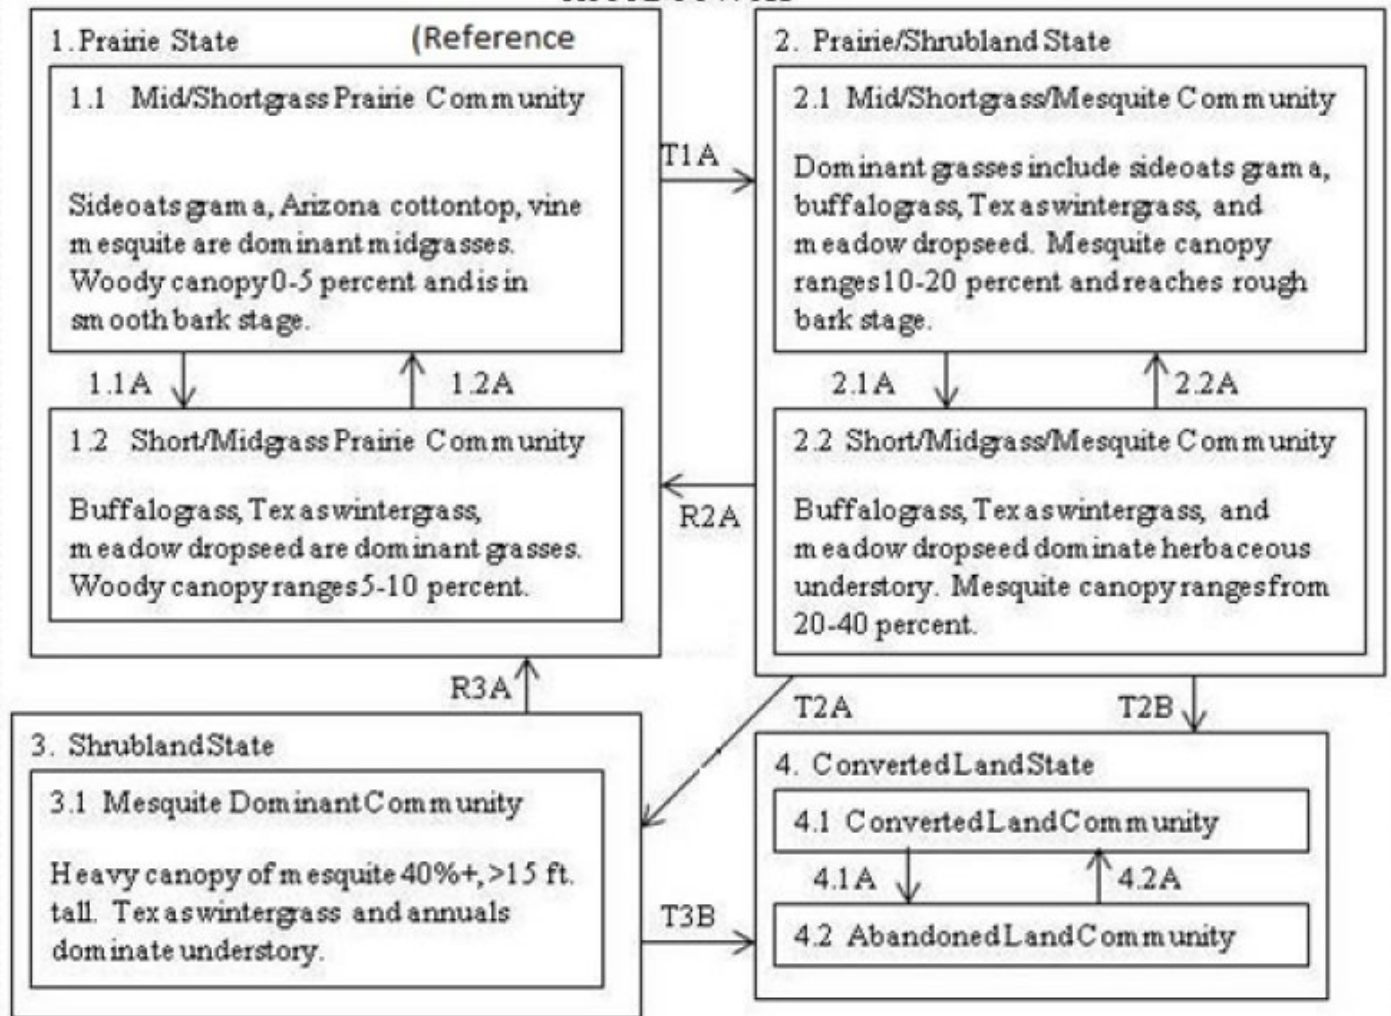 1. Prairie State (Reference
1.1 Mid/Shortgrass Prairie Community
Sideoats grama, Arizona cottontop, vine
mesquite are dominant midgrasses.
Woody canopy 0-5 percent and is in
smooth bark stage.
1.1A
1.2A
1.2 Short/Midgrass Prairie Community
Buffalograss, Texas wintergrass,
meadow dropseed are dominant grasses.
Woody canopy ranges 5-10 percent.
T1A
R2A
2. Prairie/Shrubland State
2.1 Mid/Shortgrass/Mesquite Community
Dominant grasses include sideoats grama,
buffalograss, Texas wintergrass, and
meadow dropseed. Mesquite canopy
ranges 10-20 percent and reaches rough
bark stage.
2.1A
2.2A
2.2 Short/Midgrass/Mesquite Community
Buffalograss, Texas wintergrass, and
meadow dropseed dominate herbaceous
understory. Mesquite canopy ranges from
20-40 percent.
R3A
T2A
T2B
3. Shrubland State
3.1 Mesquite Dominant Community
Heavy canopy of mesquite 40%+, >15 ft.
tall. Texas wintergrass and annuals
dominate understory.
T3B
4. Converted Land State
4.1 Converted Land Community
4.1A
4.2A
4.2 Abandoned Land Community